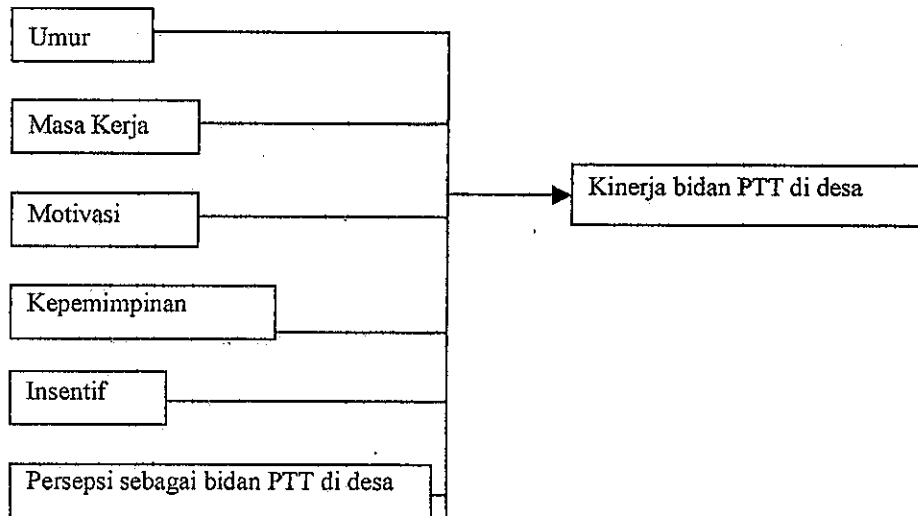 Umur
Masa Kerja
Kinerja bidan PTT di desa
Motivasi
Kepemimpinan
Insentif
Persepsi sebagai bidan PTT di desa